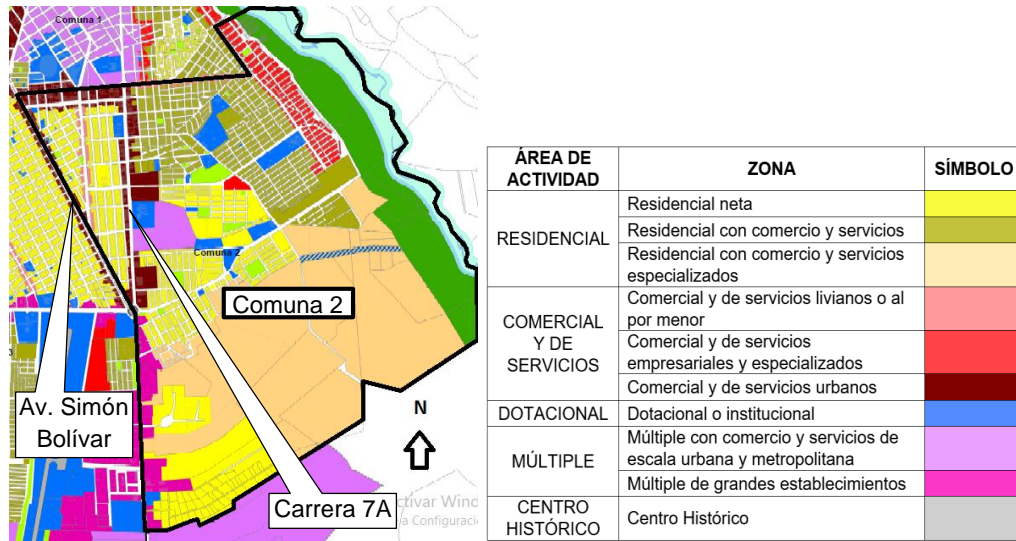 Comuna 1
Comuna 2
Comuna 2
Av. Simón
Bolívar
N
Carrera 7A
ctivar Wind
a Configuraci
ÁREA DE
ACTIVIDAD
ZONA
SÍMBOLO
RESIDENCIAL
Residencial neta
Residencial con comercio y servicios
Residencial con comercio y servicios
especializados
COMERCIAL
Y DE
SERVICIOS
Comercial y de servicios livianos o al
por menor
Comercial y de servicios
empresariales y especializados
Comercial y de servicios urbanos
DOTACIONAL
Dotacional o institucional
MÚLTIPLE
Múltiple con comercio y servicios de
escala urbana y metropolitana
Múltiple de grandes establecimientos
CENTRO
HISTÓRICO
Centro Histórico